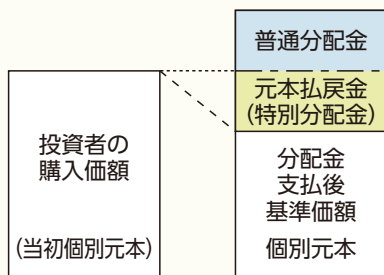 投資者の
購入価額
(当初個別元本)
普通分配金
元本払戻金
(特別分配金)
分配金
支払後
基準価額
個別元本